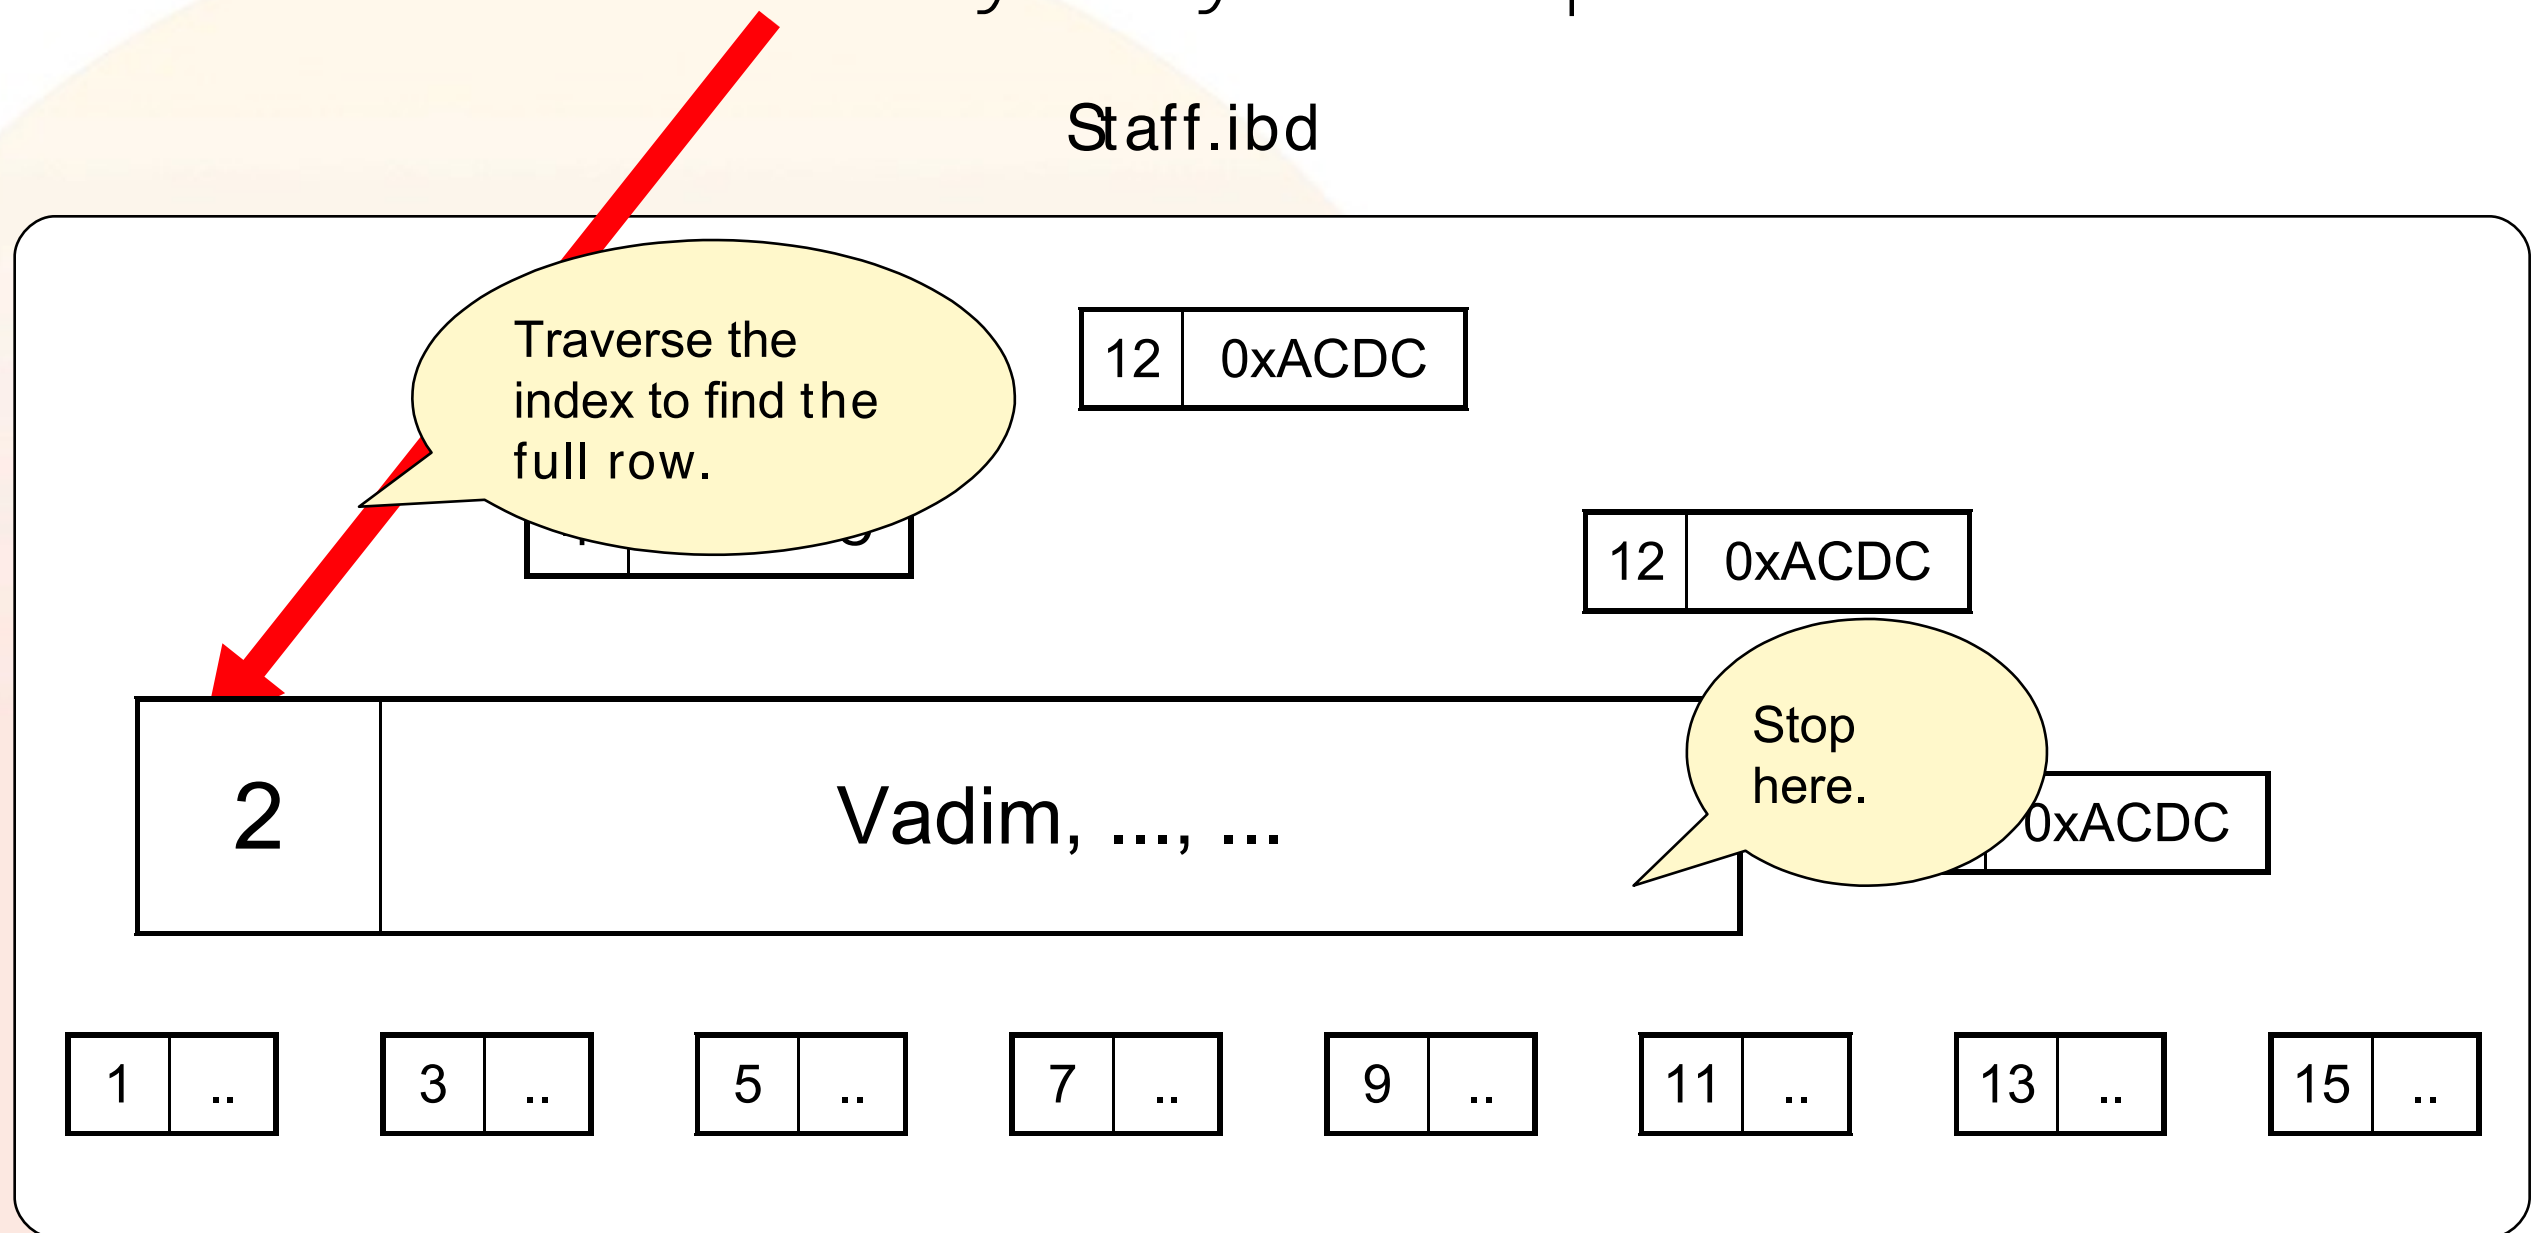 Staff.ibd
Traverse the
index to find the
full row.
12 0xACDC
12 0xACDC
Stop
here.
2 Vadim, ..., ...
0xACDC
1 ..
3 ..
5 ..
7 ..
9 ..
11 ..
13 ..
15 ..